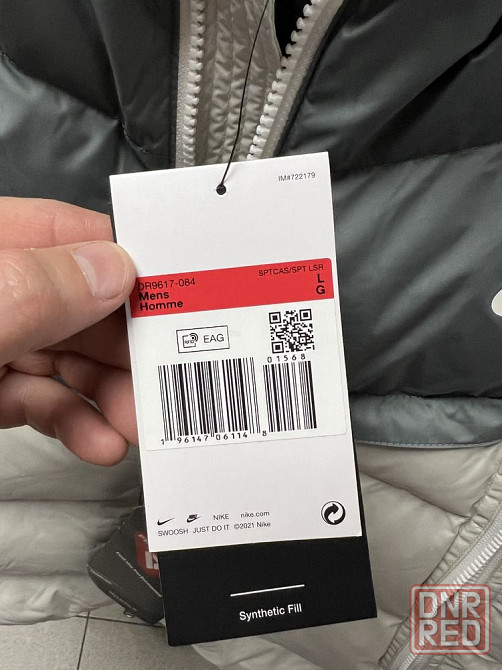 IM#722179
DR9617-084
SPTCAS/SPT LSR
Mens
L
Homme
G
RFID
EAG
01568
1 96147 06114 8
NIKE nike.com
SWOOSH JUST DO IT ©2021 Nike
Synthetic Fill
DNR
RED